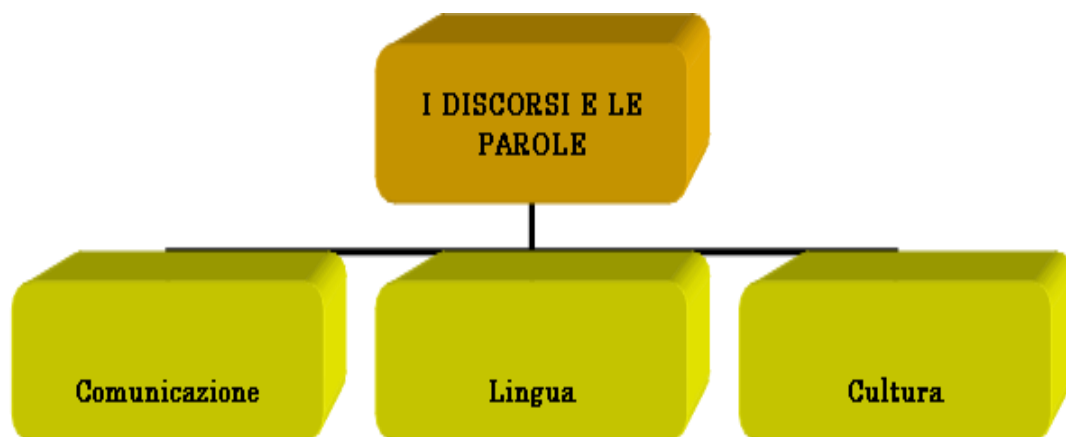 I DISCORSI E LE
PAROLE
Comunicazione
Lingua
Cultura